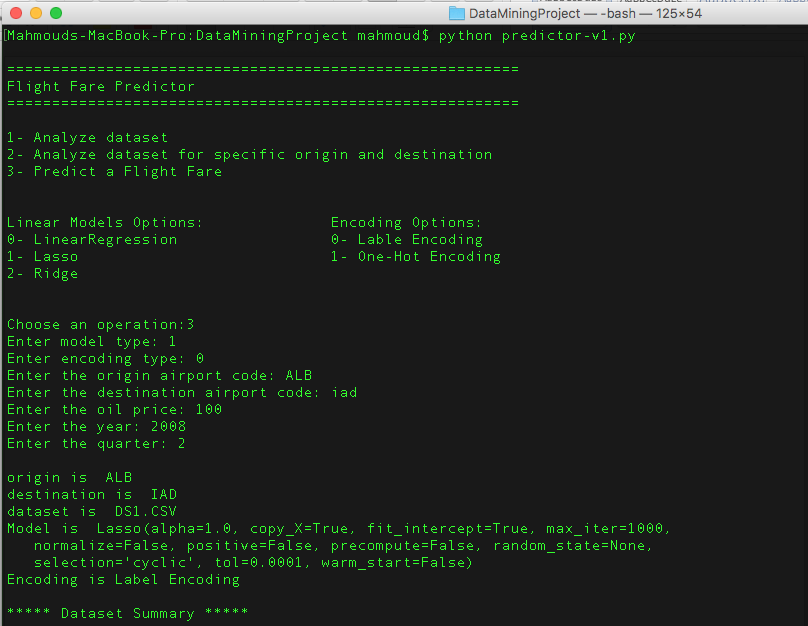 DataMiningProject — -bash — 125×54
[Mahmouds-MacBook-Pro:DataMiningProject mahmoud$ python predictor-v1.py
=========================================================
Flight Fare Predictor
=========================================================
1- Analyze dataset
2- Analyze dataset for specific origin and destination
3- Predict a Flight Fare
Linear Models Options: Encoding Options:
0- LinearRegression 0- Lable Encoding
1- Lasso 1- One-Hot Encoding
2- Ridge
Choose an operation:3
Enter model type: 1
Enter encoding type: 0
Enter the origin airport code: ALB
Enter the destination airport code: iad
Enter the oil price: 100
Enter the year: 2008
Enter the quarter: 2
origin is  ALB
destination is  IAD
dataset is  DS1.CSV
Model is  Lasso(alpha=1.0, copy_X=True, fit_intercept=True, max_iter=1000,
normalize=False, positive=False, precompute=False, random_state=None,
selection='cyclic', tol=0.0001, warm_start=False)
Encoding is Label Encoding
***** Dataset Summary *****